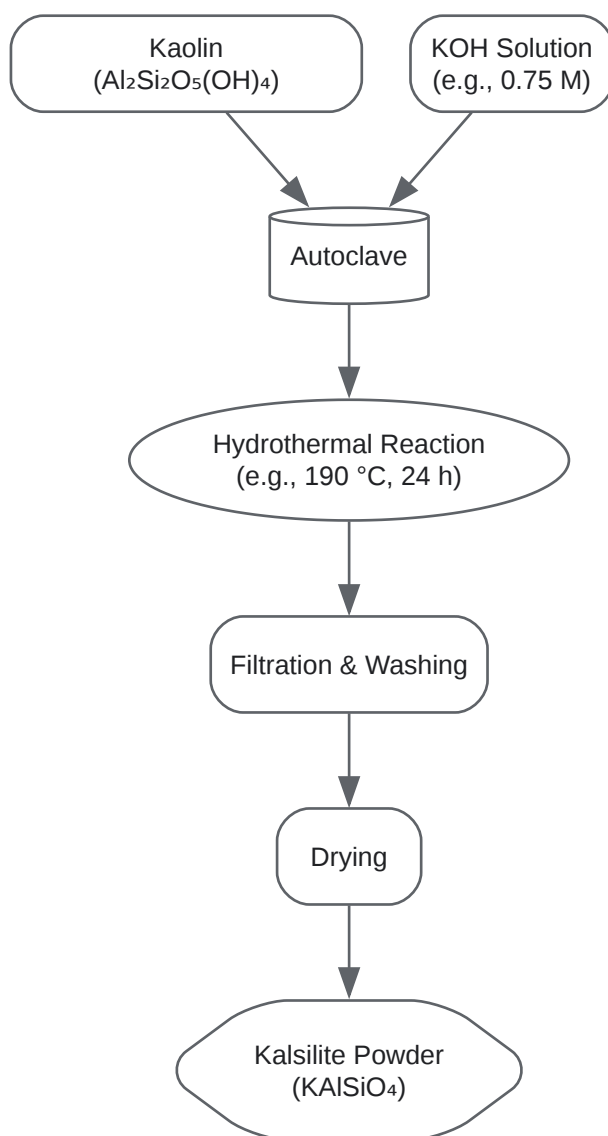 Kaolin
(Al₂Si₂O₅(OH)₄)
KOH Solution
(e.g., 0.75 M)
Autoclave
Hydrothermal Reaction
(e.g., 190 °C, 24 h)
Filtration & Washing
Drying
Kalsilite Powder
(KAlSiO₄)